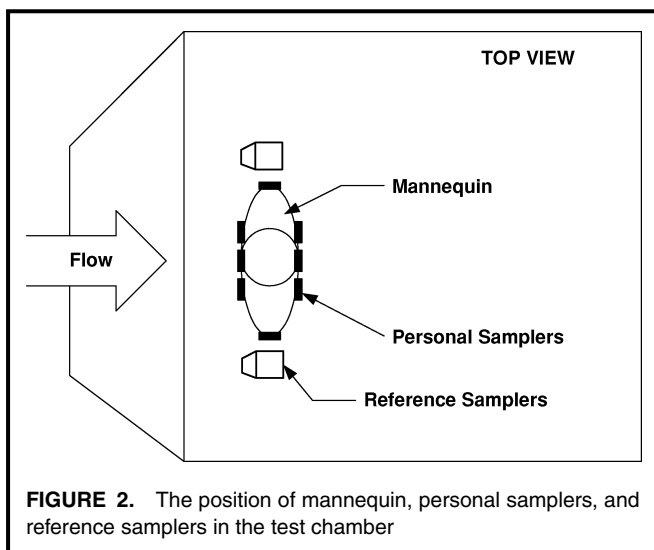 TOP VIEW
Mannequin
Flow
Personal Samplers
Reference Samplers
FIGURE 2. The position of mannequin, personal samplers, and
reference samplers in the test chamber